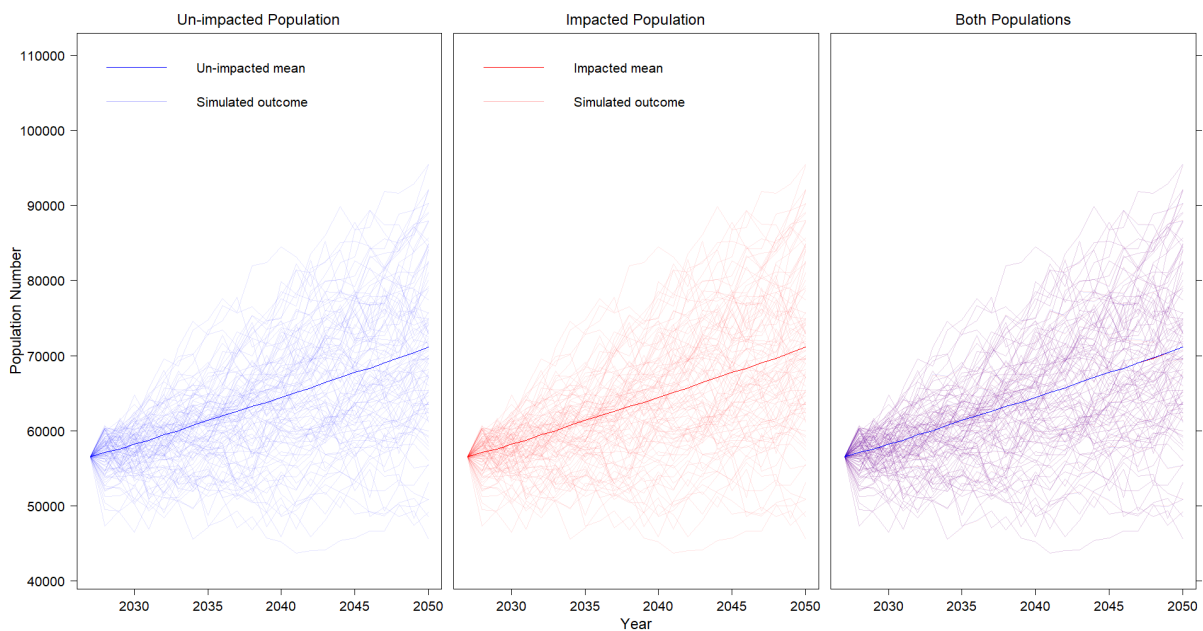 Un-impacted Population
Impacted Population
Both Populations
Un-impacted mean
Simulated outcome
Impacted mean
Simulated outcome
Population Number
110000
100000
90000
80000
70000
60000
50000
40000
2030 2035 2040 2045 2050
2030 2035 2040 2045 2050
2030 2035 2040 2045 2050
Year